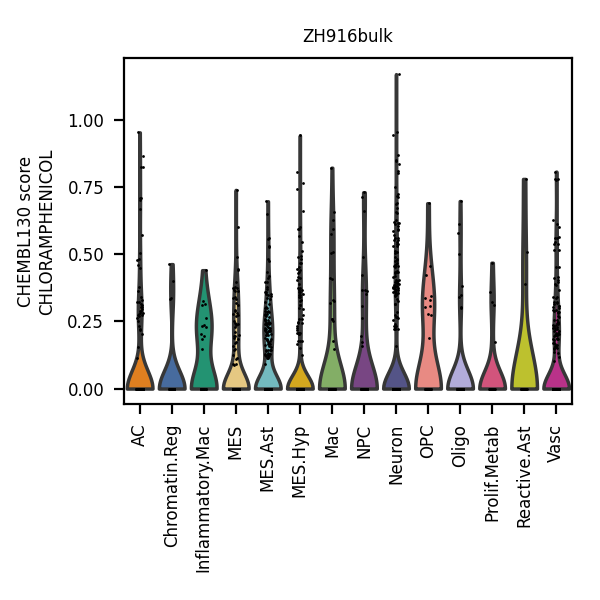 ZH916bulk
CHEMBL130 score
CHLORAMPHENICOL
1.00
0.75
0.50
0.25
0.00
AC
Chromatin.Reg
Inflammatory.Mac
MES
MES.Ast
MES.Hyp
Mac
NPC
Neuron
OPC
Oligo
Prolif.Metab
Reactive.Ast
Vasc